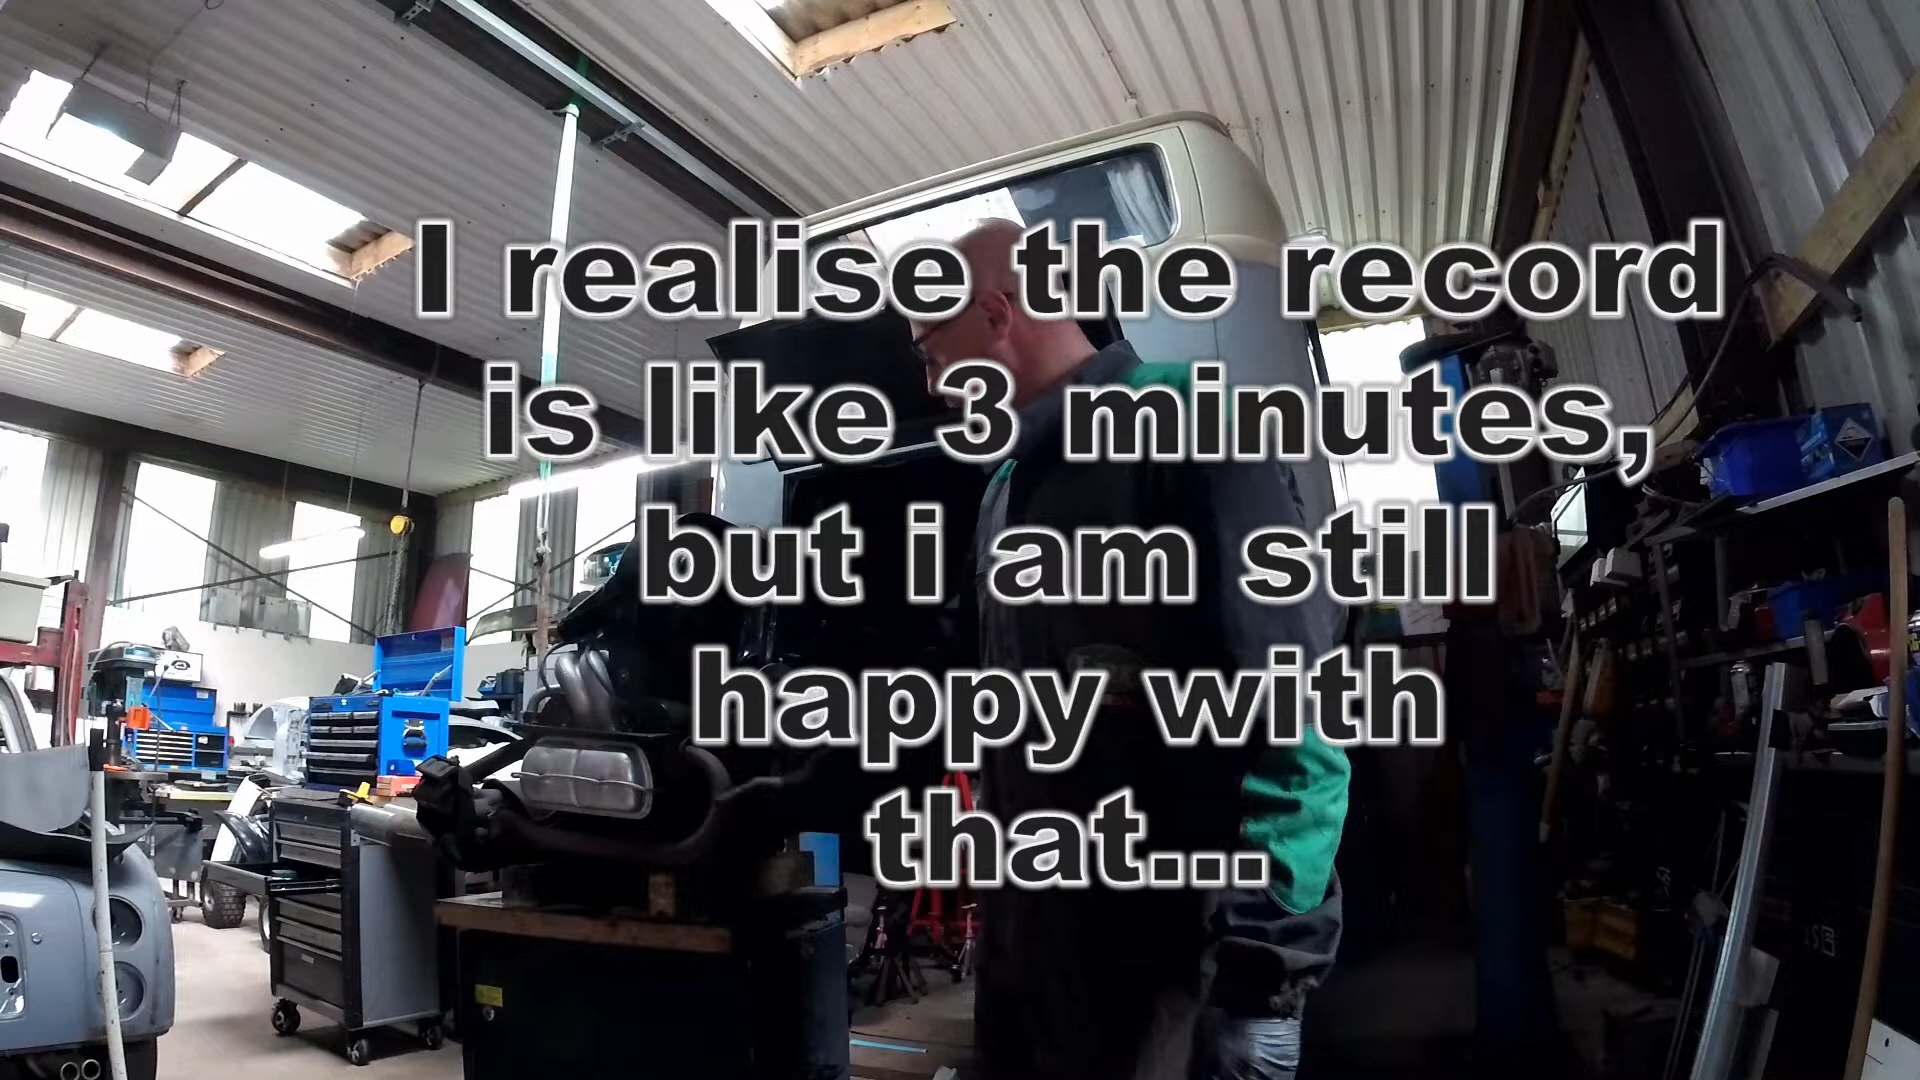 I realise the record
is like 3 minutes,
but i am still
happy with
that...